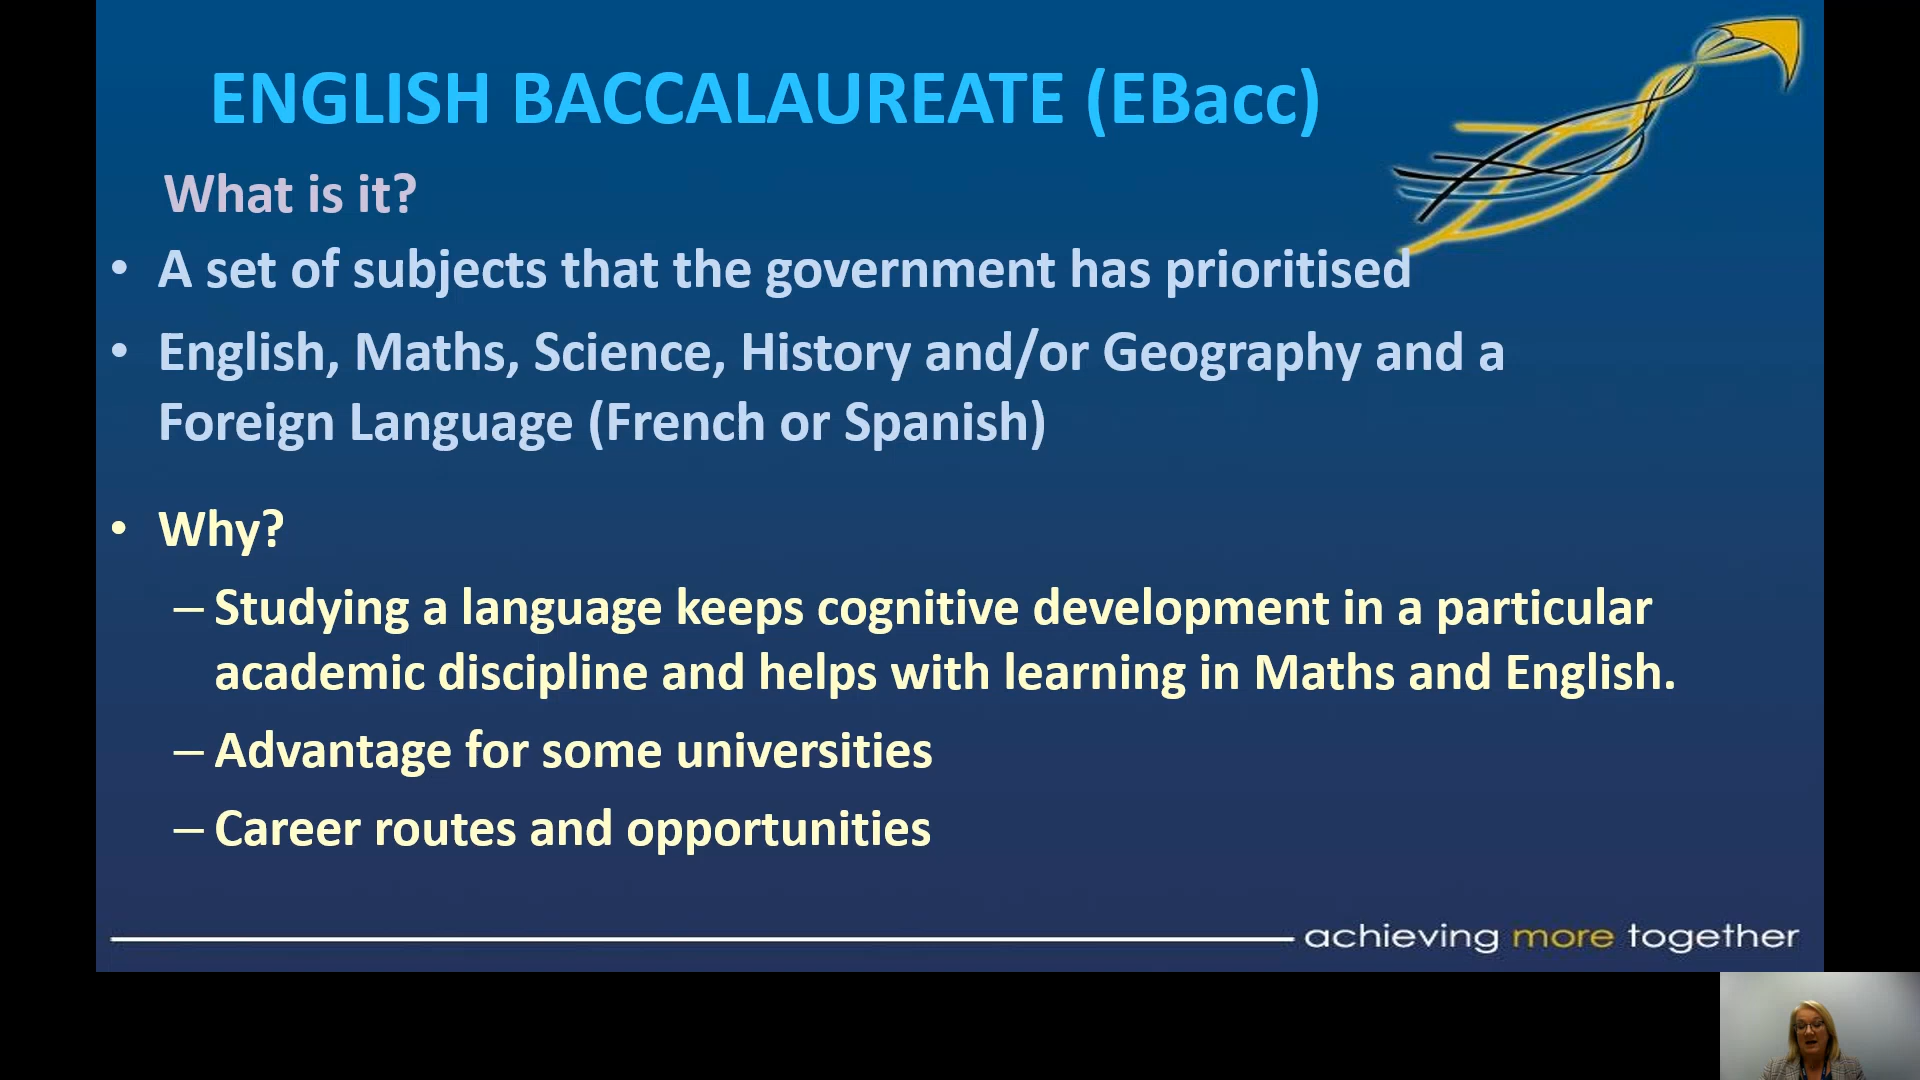 ENGLISH BACCALAUREATE (EBacc)
What is it?
• A set of subjects that the government has prioritised
• English, Maths, Science, History and/or Geography and a
Foreign Language (French or Spanish)
• Why?
– Studying a language keeps cognitive development in a particular
academic discipline and helps with learning in Maths and English.
– Advantage for some universities
– Career routes and opportunities
achieving more together